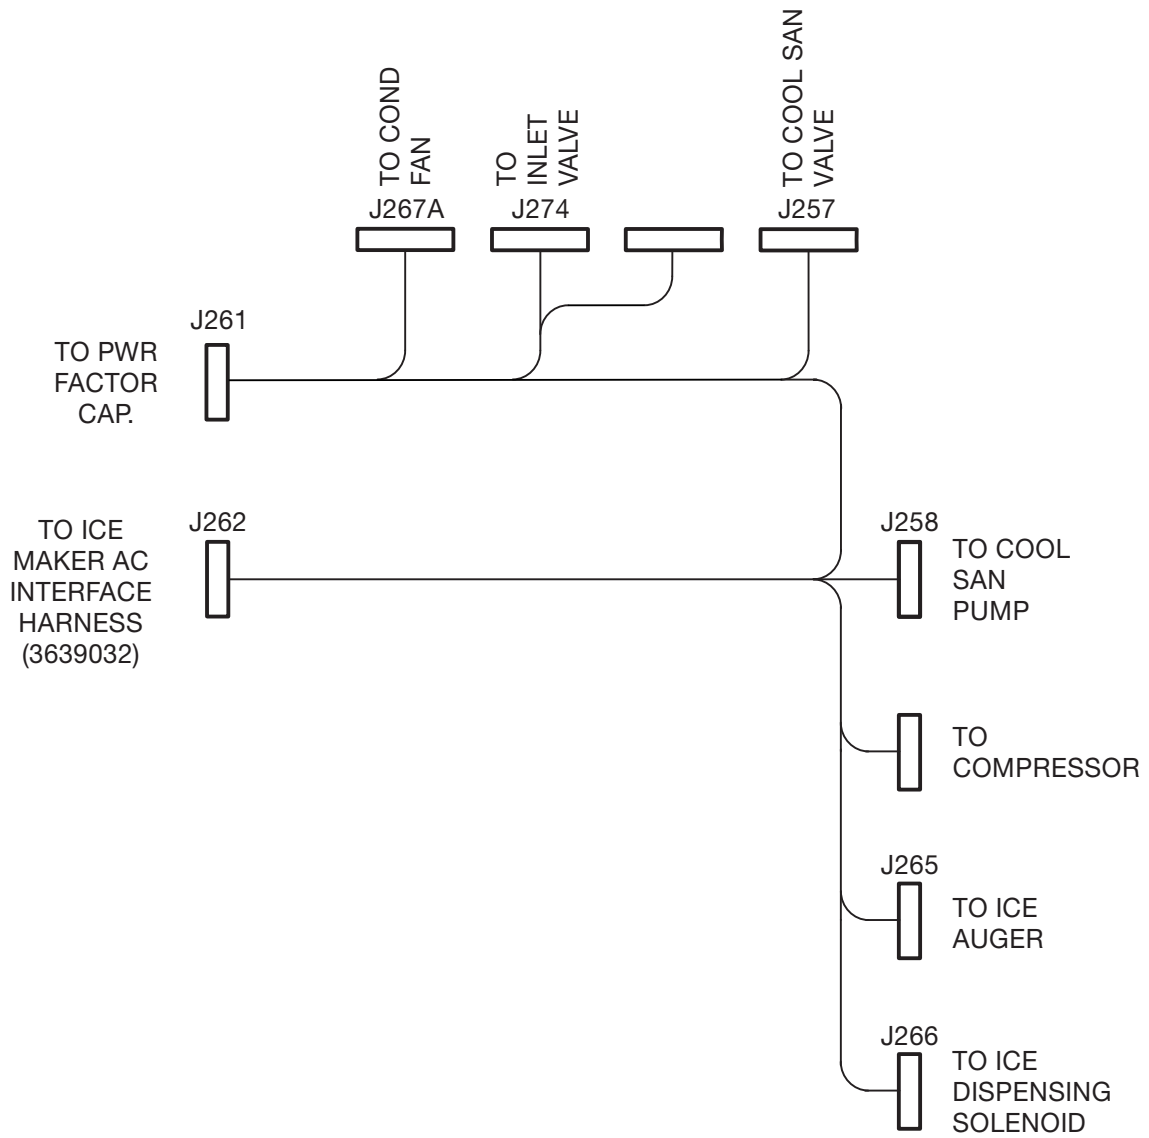 TO COND
FAN
J267A
TO
INLET
VALVE
J274
TO COOL SAN
VALVE
J257
J261
TO PWR
FACTOR
CAP.
J262
TO ICE
MAKER AC
INTERFACE
HARNESS
(3639032)
J258
TO COOL
SAN
PUMP
TO
COMPRESSOR
J265
TO ICE
AUGER
J266
TO ICE
DISPENSING
SOLENOID